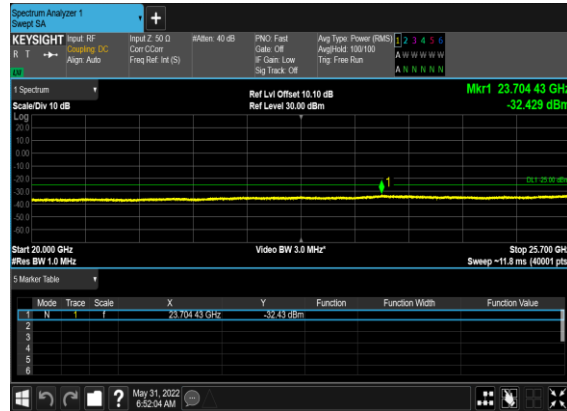 Spectrum Analyzer 1
Swept SA
+
KEYSIGHT Input: RF Input Z: 50 Ω #Atten: 40 dB PNO: Fast Avg Type: Power (RMS) 1 2 3 4 5 6
R T Coupling: DC Corr CCorr Gate: Off Avg|Hold: 100/100 A W W W W W
Align: Auto Freq Ref: Int (S) IF Gain: Low Trig: Free Run
Sig Track: Off A N N N N N
1 Spectrum Ref Lvl Offset 10.10 dB Mkr1 23.704 43 GHz
Scale/Div 10 dB Ref Level 30.00 dBm -32.429 dBm
Log
20.0
10.0
0.00
-10.0
-20.0
1
DL1 -25.00 dBm
-30.0
-40.0
-50.0
-60.0
Start 20.000 GHz Video BW 3.0 MHz* Stop 25.700 GHz
#Res BW 1.0 MHz Sweep ~11.8 ms (40001 pts
5 Marker Table
Mode Trace Scale X Y Function Function Width Function Value
1 N 1 f 23.704 43 GHz -32.43 dBm
2
3
4
5
6
? May 31, 2022
6:52:04 AM